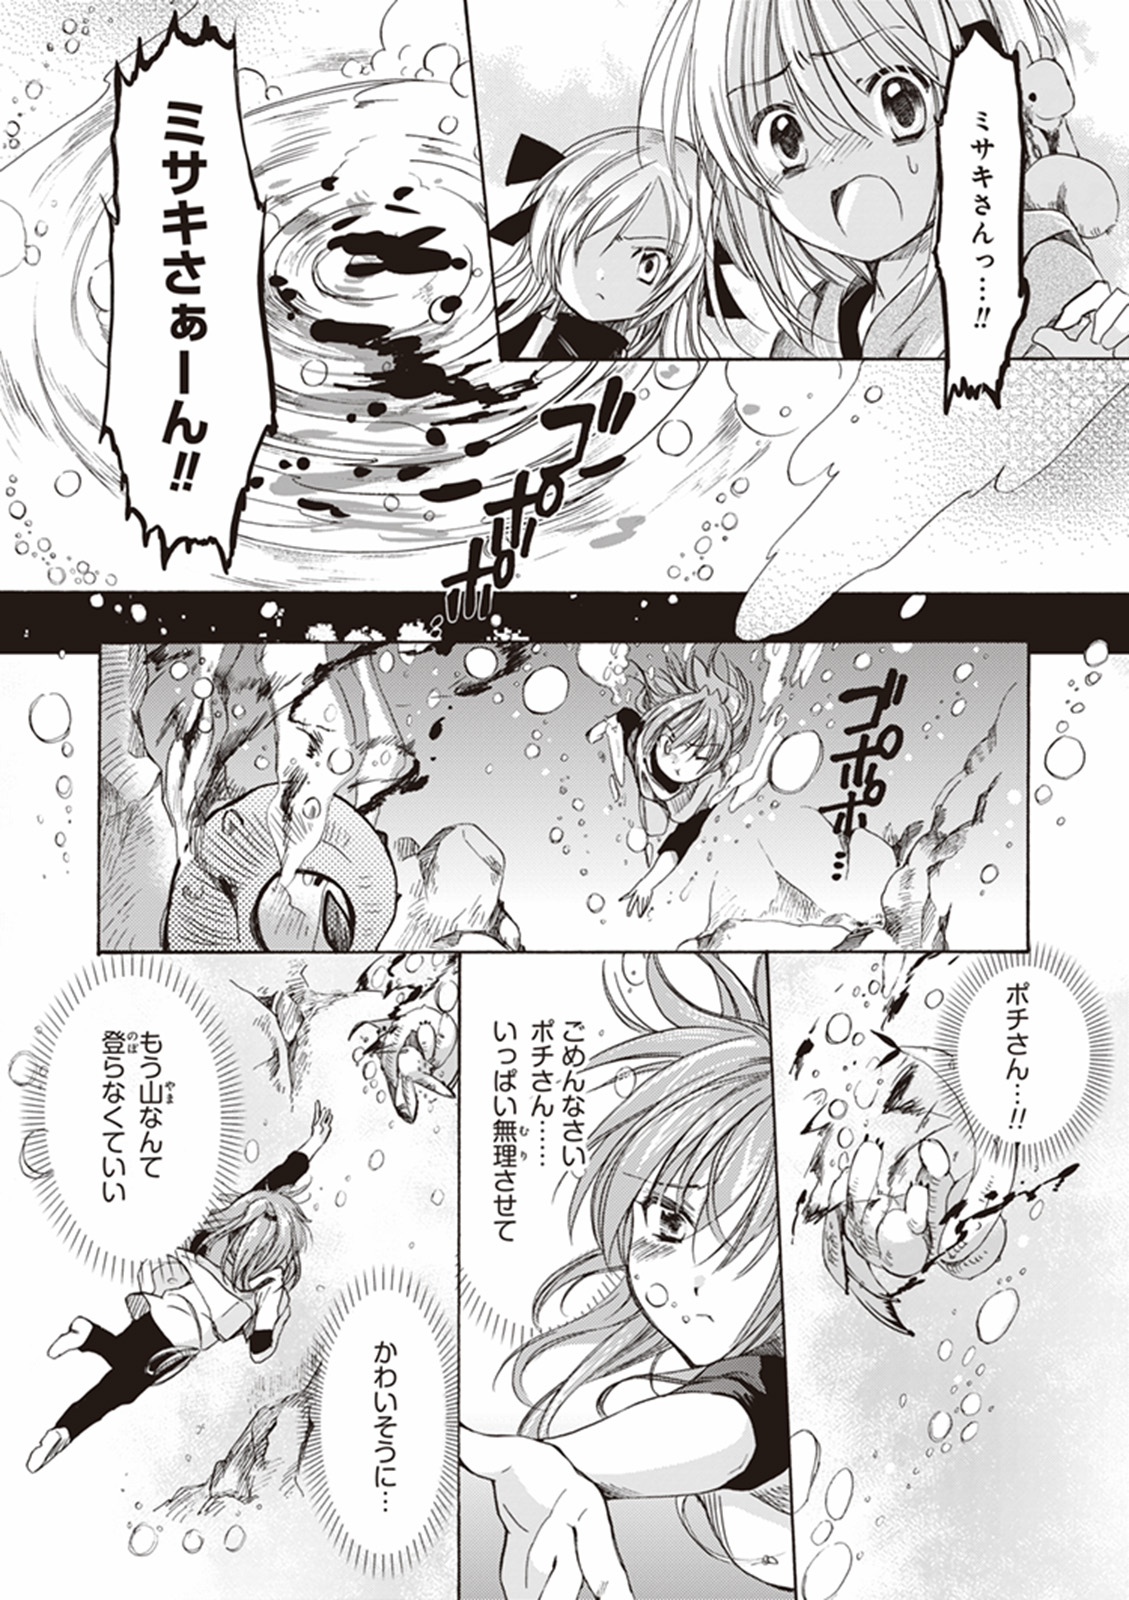 ミサキさんっ…!!
ミサキさぁーん!!
ゴポポ
ゴポポ…
ポチさん…!!
ごめんなさい
ポチさん……
いっぱい無理させて
かわいそうに…
もう山なんて
登らなくていい